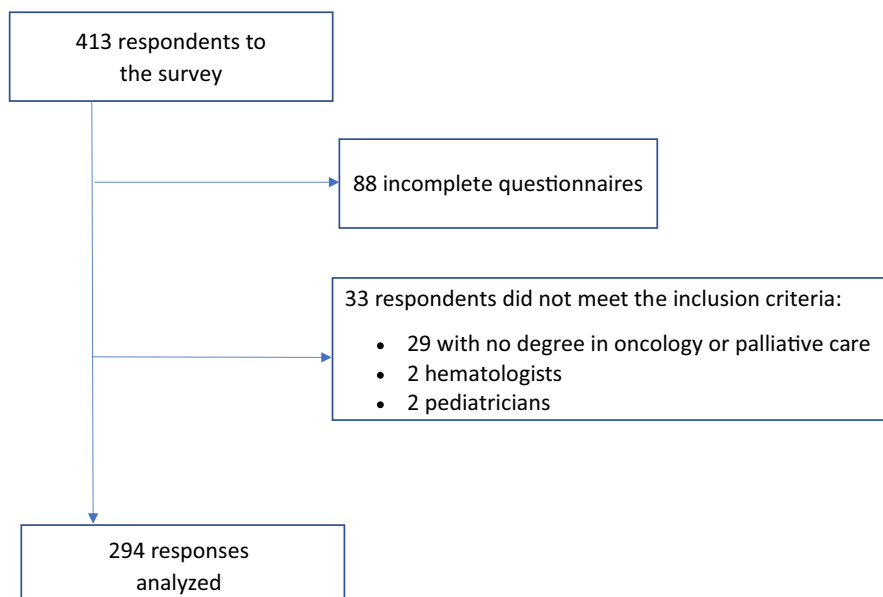 413 respondents to
the survey
88 incomplete questionnaires
33 respondents did not meet the inclusion criteria:
• 29 with no degree in oncology or palliative care
• 2 hematologists
• 2 pediatricians
294 responses
analyzed